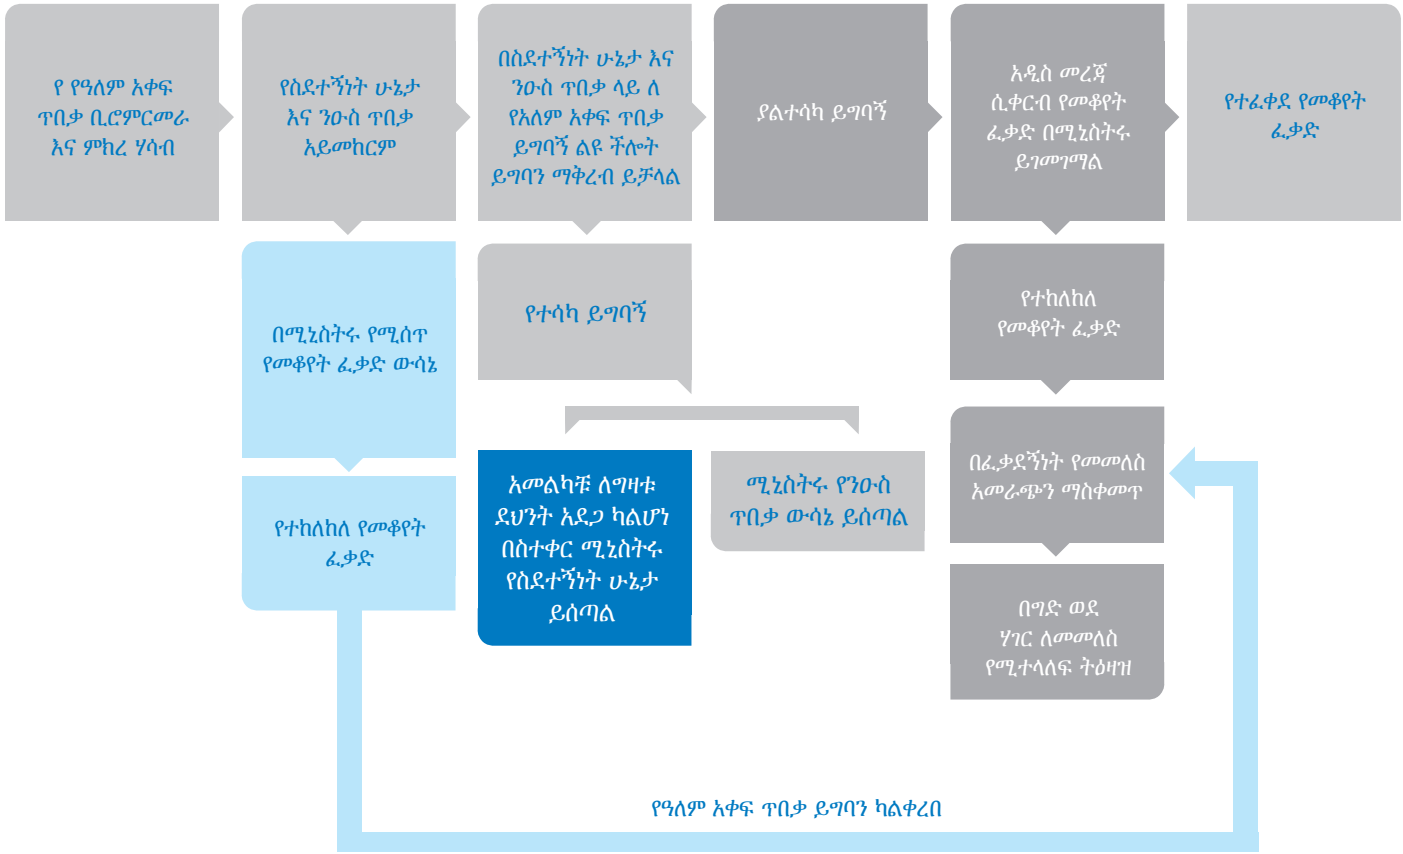 የ የዓለም አቀፍ
ጥበቃ ቢሮምርመራ
እና ምክረ ሃሳብ
የስደተኝነት ሁኔታ
እና ንዑስ ጥበቃ
አይመከርም
በስደተኝነት ሁኔታ እና
ንዑስ ጥበቃ ላይ ለ
የአለም አቀፍ ጥበቃ
ይግባኝ ልዩ ችሎት
ይግባን ማቅረብ ይቻላል
ያልተሳካ ይግባኝ
አዲስ መረጃ
ሲቀርብ የመቆየት
ፈቃድ በሚኒስትሩ
ይገመገማል
የተፈቀደ የመቆየት
ፈቃድ
በሚኒስትሩ የሚሰጥ
የመቆየት ፈቃድ ውሳኔ
የተሳካ ይግባኝ
የተከለከለ
የመቆየት ፈቃድ
የተከለከለ የመቆየት
ፈቃድ
አመልካቹ ለግዛቱ
ደህንት አደጋ ካልሆነ
በስተቀር ሚኒስትሩ
የስደተኝነት ሁኔታ
ይሰጣል
ሚኒስትሩ የንዑስ
ጥበቃ ውሳኔ ይሰጣል
በፈቃደኝነት የመመለስ
አመራጭን ማስቀመጥ
በግድ ወደ
ሃገር ለመመለስ
የሚተላለፍ ትዕዛዝ
የዓለም አቀፍ ጥበቃ ይግባን ካልቀረበ